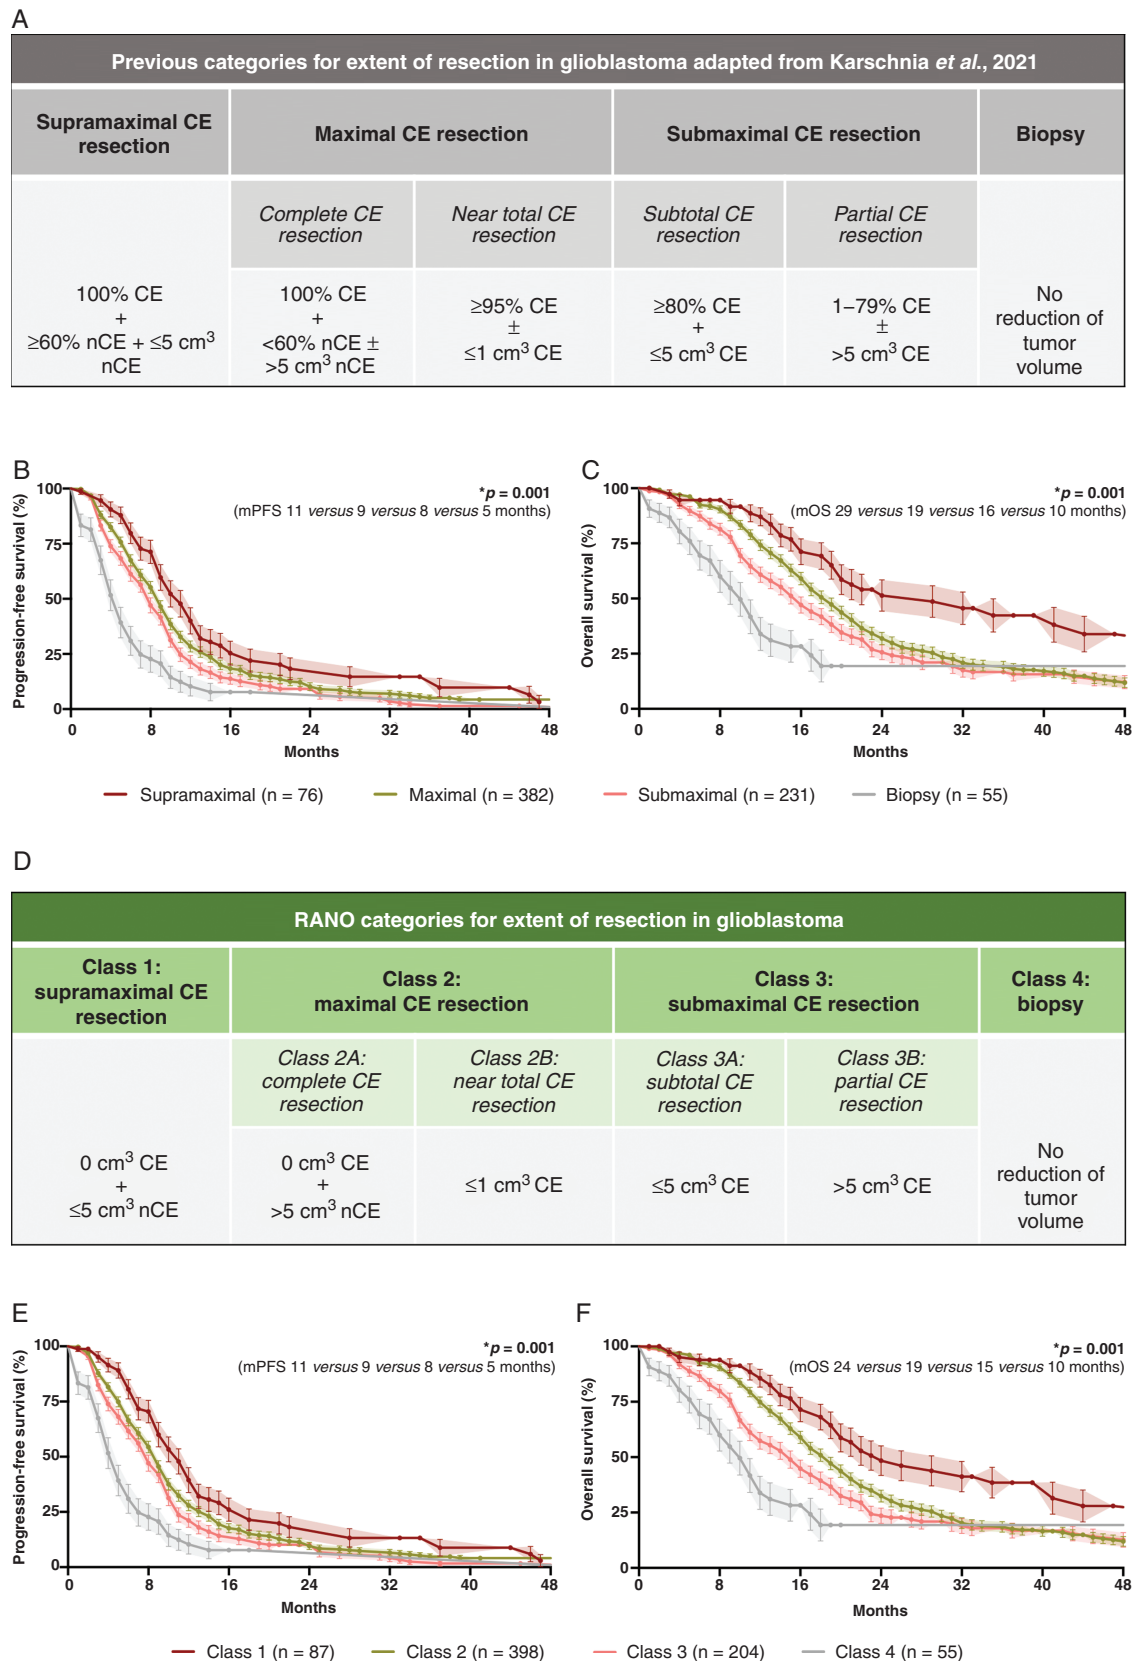 A
Previous categories for extent of resection in glioblastoma adapted from Karschnia et al., 2021
Supramaximal CE
resection
Maximal CE resection
Submaximal CE resection
Biopsy
Complete CE
resection
Near total CE
resection
Subtotal CE
resection
Partial CE
resection
100% CE
+
≥60% nCE + ≤5 cm³
nCE
100% CE
+
<60% nCE ±
>5 cm³ nCE
≥95% CE
±
≤1 cm³ CE
≥80% CE
+
≤5 cm³ CE
1–79% CE
±
>5 cm³ CE
No
reduction of
tumor
volume
B
Progression-free survival (%)
100
75
50
25
0
*p = 0.001
(mPFS 11 versus 9 versus 8 versus 5 months)
0 8 16 24 32 40 48
Months
C
Overall survival (%)
100
75
50
25
0
*p = 0.001
(mOS 29 versus 19 versus 16 versus 10 months)
0 8 16 24 32 40 48
Months
Supramaximal (n = 76) Maximal (n = 382) Submaximal (n = 231) Biopsy (n = 55)
D
RANO categories for extent of resection in glioblastoma
Class 1:
supramaximal CE
resection
Class 2:
maximal CE resection
Class 3:
submaximal CE resection
Class 4:
biopsy
Class 2A:
complete CE
resection
Class 2B:
near total CE
resection
Class 3A:
subtotal CE
resection
Class 3B:
partial CE
resection
0 cm³ CE
+
≤5 cm³ nCE
0 cm³ CE
+
>5 cm³ nCE
≤1 cm³ CE
≤5 cm³ CE
>5 cm³ CE
No
reduction of
tumor
volume
E
Progression-free survival (%)
100
75
50
25
0
*p = 0.001
(mPFS 11 versus 9 versus 8 versus 5 months)
0 8 16 24 32 40 48
Months
F
Overall survival (%)
100
75
50
25
0
*p = 0.001
(mOS 24 versus 19 versus 15 versus 10 months)
0 8 16 24 32 40 48
Months
Class 1 (n = 87) Class 2 (n = 398) Class 3 (n = 204) Class 4 (n = 55)